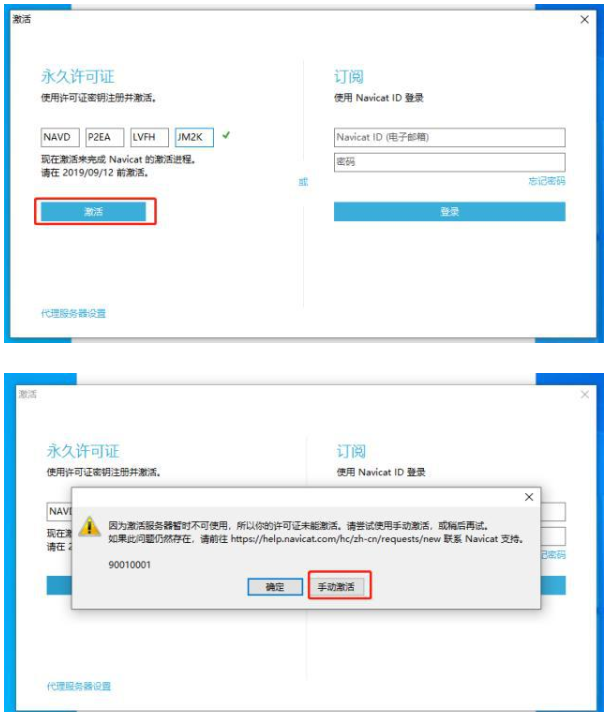 激活
永久许可证
使用许可证密钥注册并激活。
NAVD P2EA LVFH JM2K
现在激活来完成 Navicat 的激活进程。
请在 2019/09/12 前激活。
激活
代理服务器设置
或
订阅
使用 Navicat ID 登录
Navicat ID (电子邮箱)
密码
忘记密码
登录
激活
永久许可证
使用许可证密钥注册并激活。
订阅
使用 Navicat ID 登录
NAV
现在
请在 2
因为激活服务器暂时不可使用，所以你的许可证未能激活。请尝试使用手动激活，或稍后再试。
如果此问题仍然存在，请前往 https://help.navicat.com/hc/zh-cn/requests/new 联系 Navicat 支持。
90010001
确定 手动激活
密码
代理服务器设置